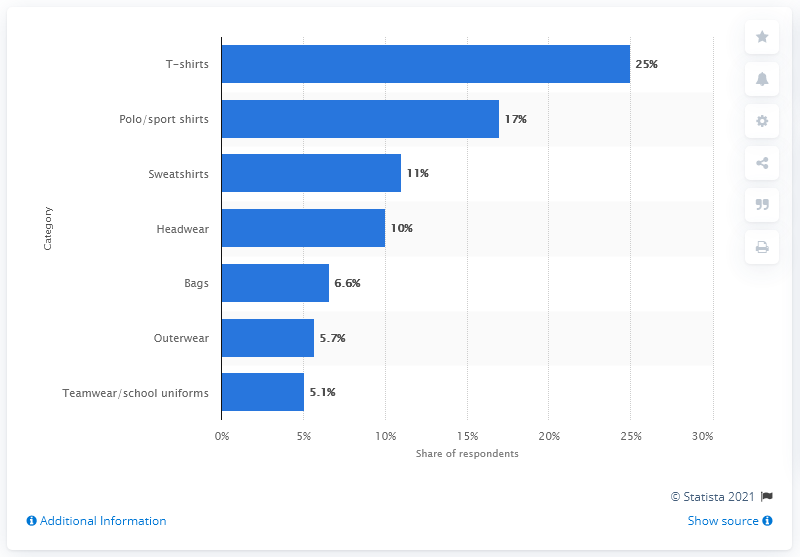 Category
T-shirts
25%
Polo/sport shirts
17%
Sweatshirts
11%
Headwear
10%
Bags
6.6%
Outerwear
5.7%
Teamwear/school uniforms
5.1%
0% 5% 10% 15% 20% 25% 30%
Share of respondents
© Statista 2021
Additional Information
Show source